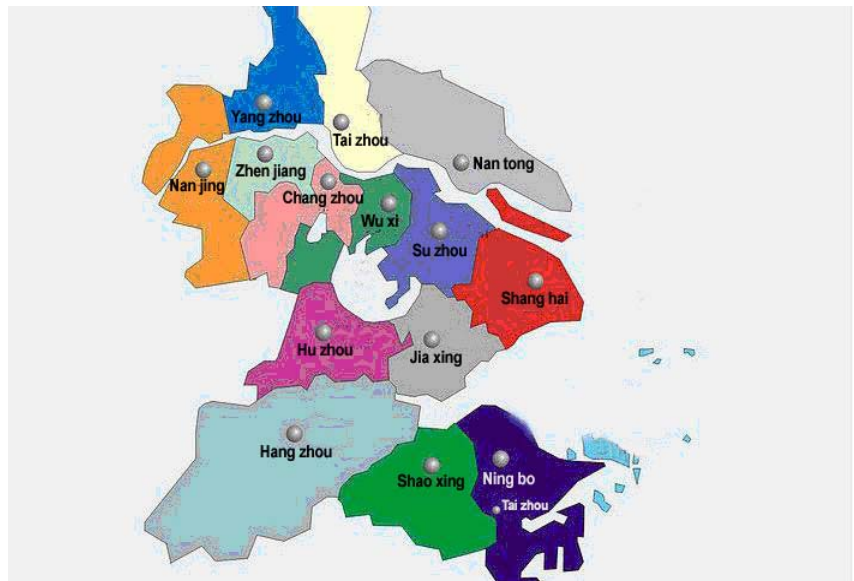 Yang zhou
Tai zhou
Nan tong
Zhen jiang
Nan jing
Chang zhou
Wu xi
Su zhou
Shang hai
Hu zhou
Jia xing
Hang zhou
Shao xing
Ning bo
Tai zhou